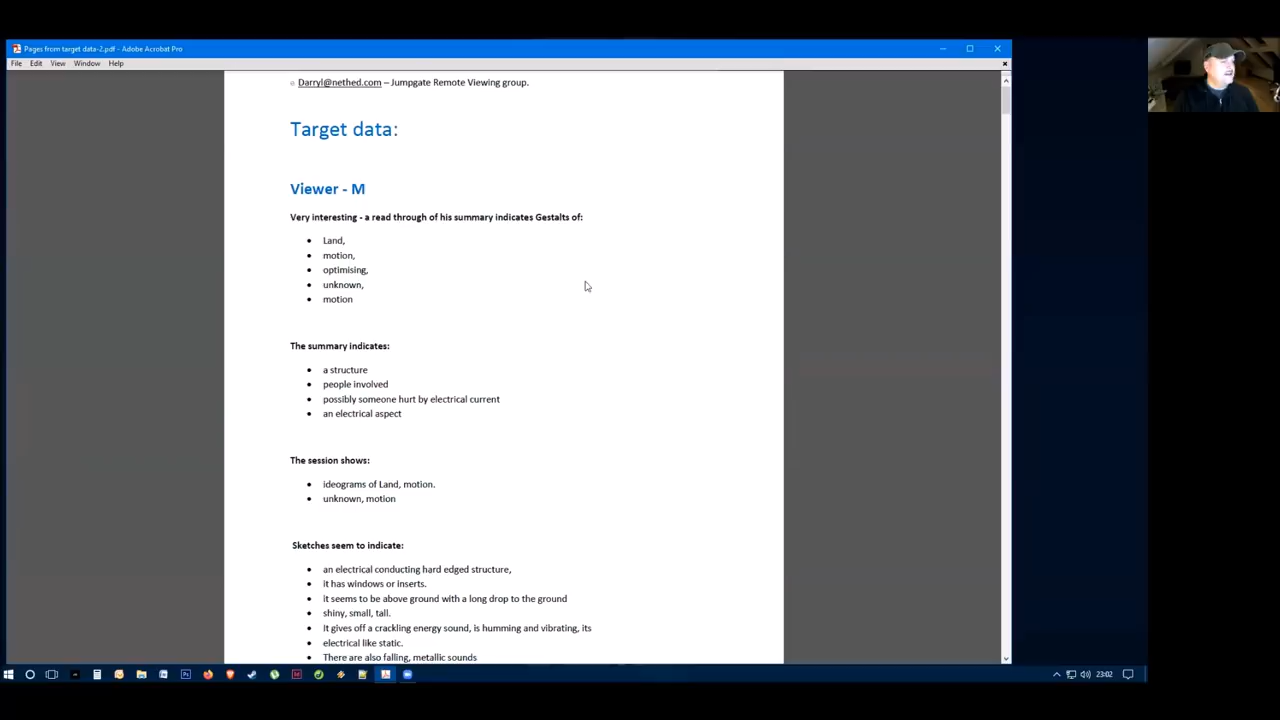 Pages from target data-2.pdf - Adobe Acrobat Pro
File Edit View Window Help
Darryl@nethed.com – Jumpgate Remote Viewing group.
Target data:
Viewer - M
Very interesting - a read through of his summary indicates Gestalts of:
• Land,
• motion,
• optimising,
• unknown,
• motion
The summary indicates:
• a structure
• people involved
• possibly someone hurt by electrical current
• an electrical aspect
The session shows:
• ideograms of Land, motion.
• unknown, motion
Sketches seem to indicate:
• an electrical conducting hard edged structure,
• it has windows or inserts.
• it seems to be above ground with a long drop to the ground
• shiny, small, tall.
• It gives off a crackling energy sound, is humming and vibrating, its
• electrical like static.
• There are also falling, metallic sounds
23:02